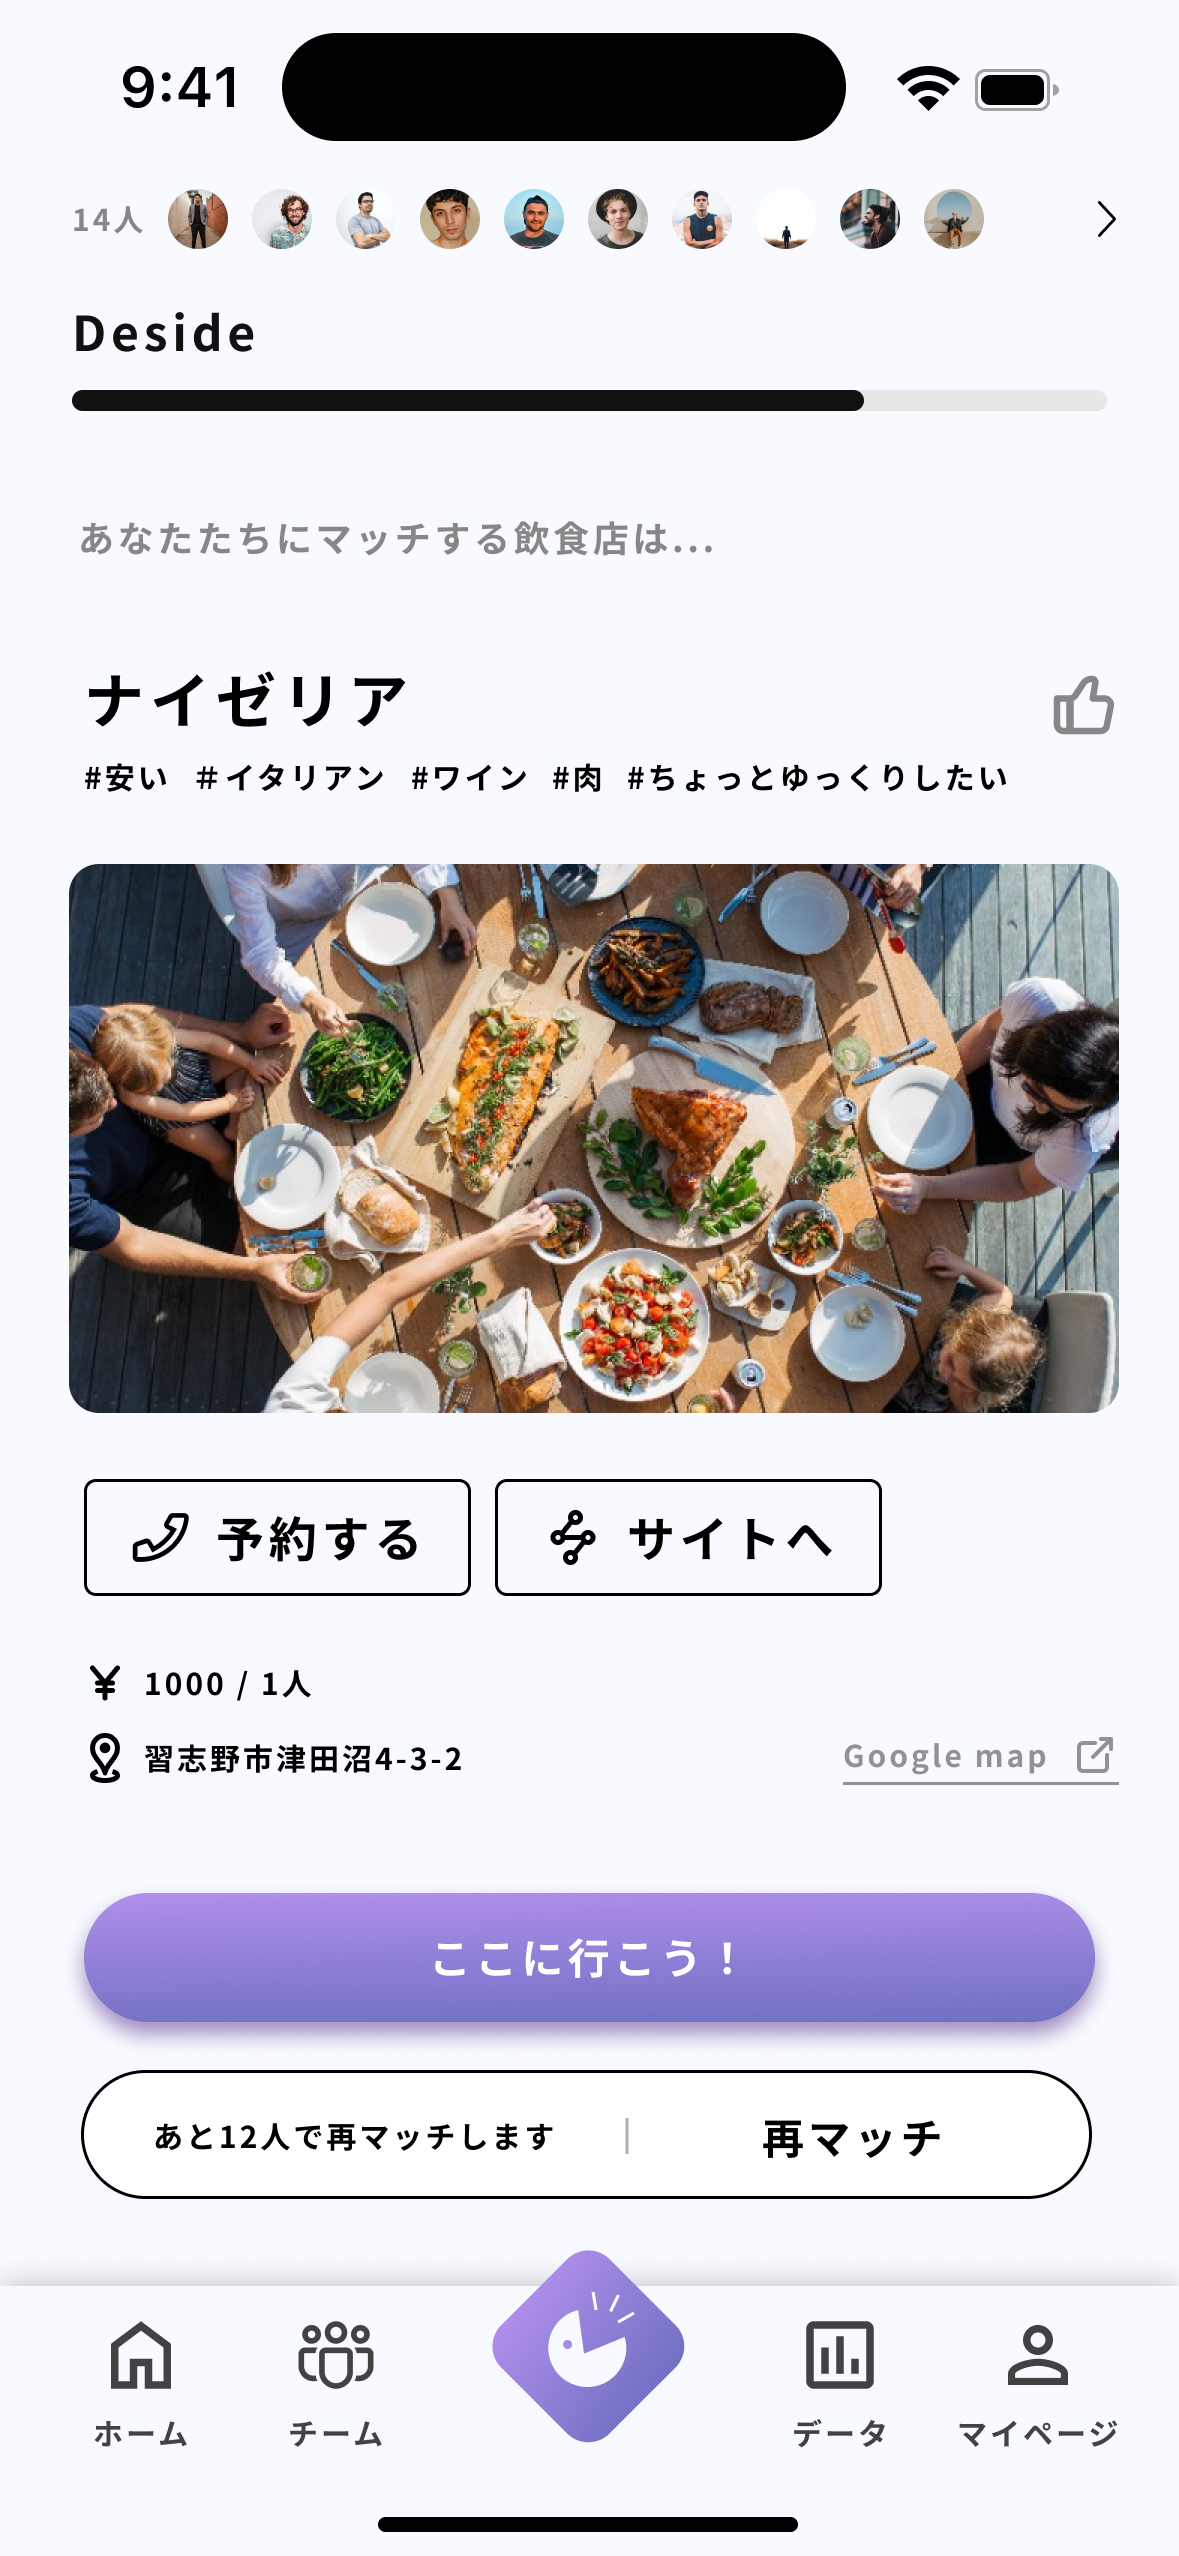 9:41
14人
Deside
あなたたちにマッチする飲食店は...
ナイゼリア
#安い #イタリアン #ワイン #肉 #ちょっとゆっくりしたい
予約する サイトへ
¥ 1000 / 1人
習志野市津田沼4-3-2 Google map
ここに行こう！
あと12人で再マッチします | 再マッチ
ホーム チーム データ マイページ